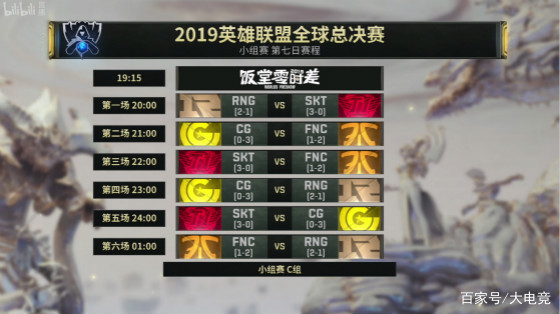 bilibili 直播
2019英雄联盟全球总决赛
小组赛 第七日赛程
19:15 饭堂零时差
WORLDS PRESHOW
第一场 20:00 RNG [2-1] VS SKT [3-0]
第二场 21:00 CG [0-3] VS FNC [1-2]
第三场 22:00 SKT [3-0] VS FNC [1-2]
第四场 23:00 CG [0-3] VS RNG [2-1]
第五场 24:00 SKT [3-0] VS CG [0-3]
第六场 01:00 FNC [1-2] VS RNG [2-1]
小组赛 C组
百家号/大电竞